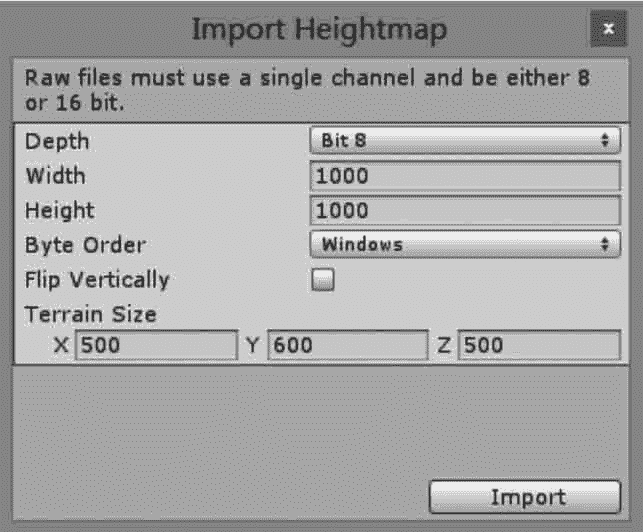 Import Heightmap x
Raw files must use a single channel and be either 8
or 16 bit.
Depth Bit 8
Width 1000
Height 1000
Byte Order Windows
Flip Vertically
Terrain Size
X 500 Y 600 Z 500
Import